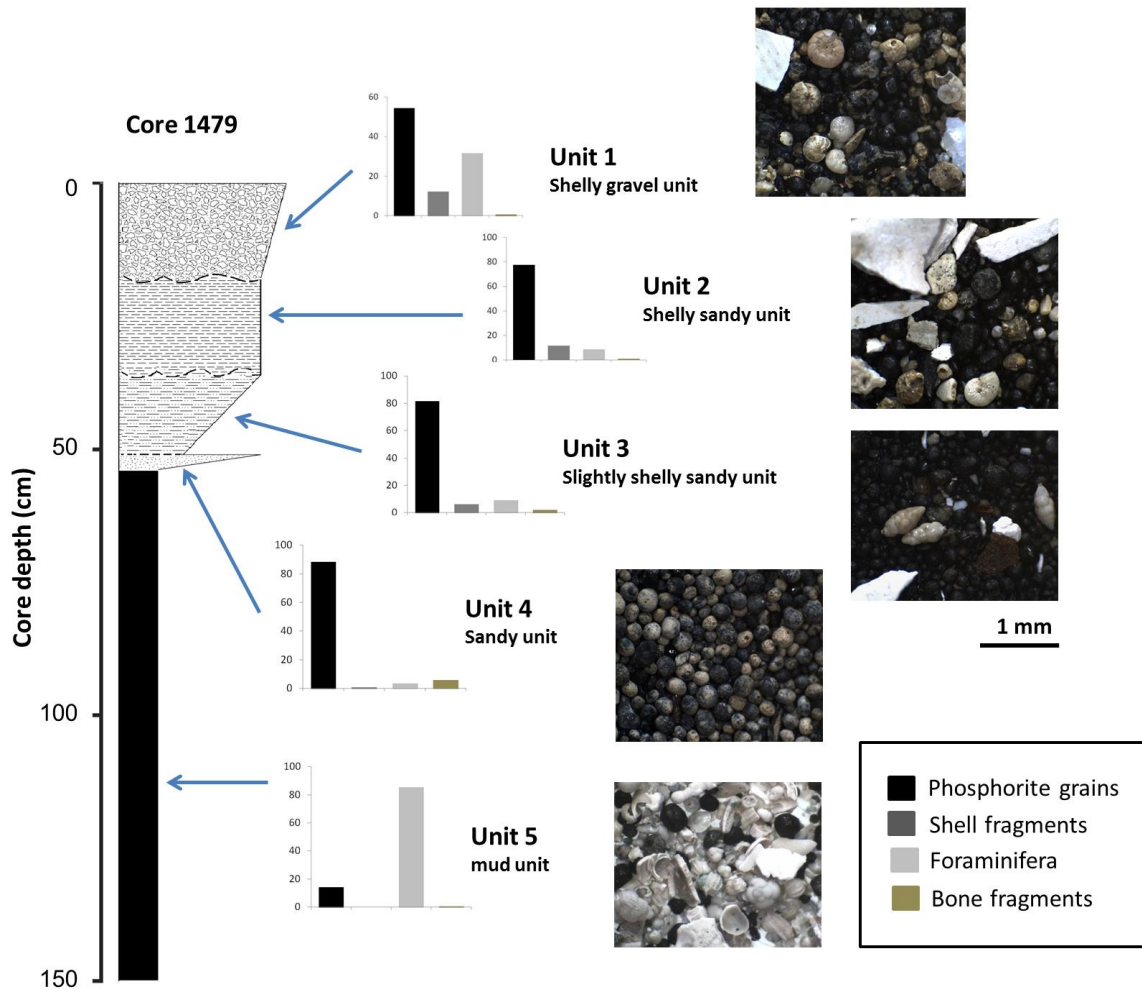 Core 1479
Core depth (cm)
0
50
100
150
60
40
20
0
Unit 1
Shelly gravel unit
100
80
60
40
20
0
Unit 2
Shelly sandy unit
100
80
60
40
20
0
Unit 3
Slightly shelly sandy unit
100
80
60
40
20
0
Unit 4
Sandy unit
100
80
60
40
20
0
Unit 5
mud unit
1 mm
Phosphorite grains
Shell fragments
Foraminifera
Bone fragments